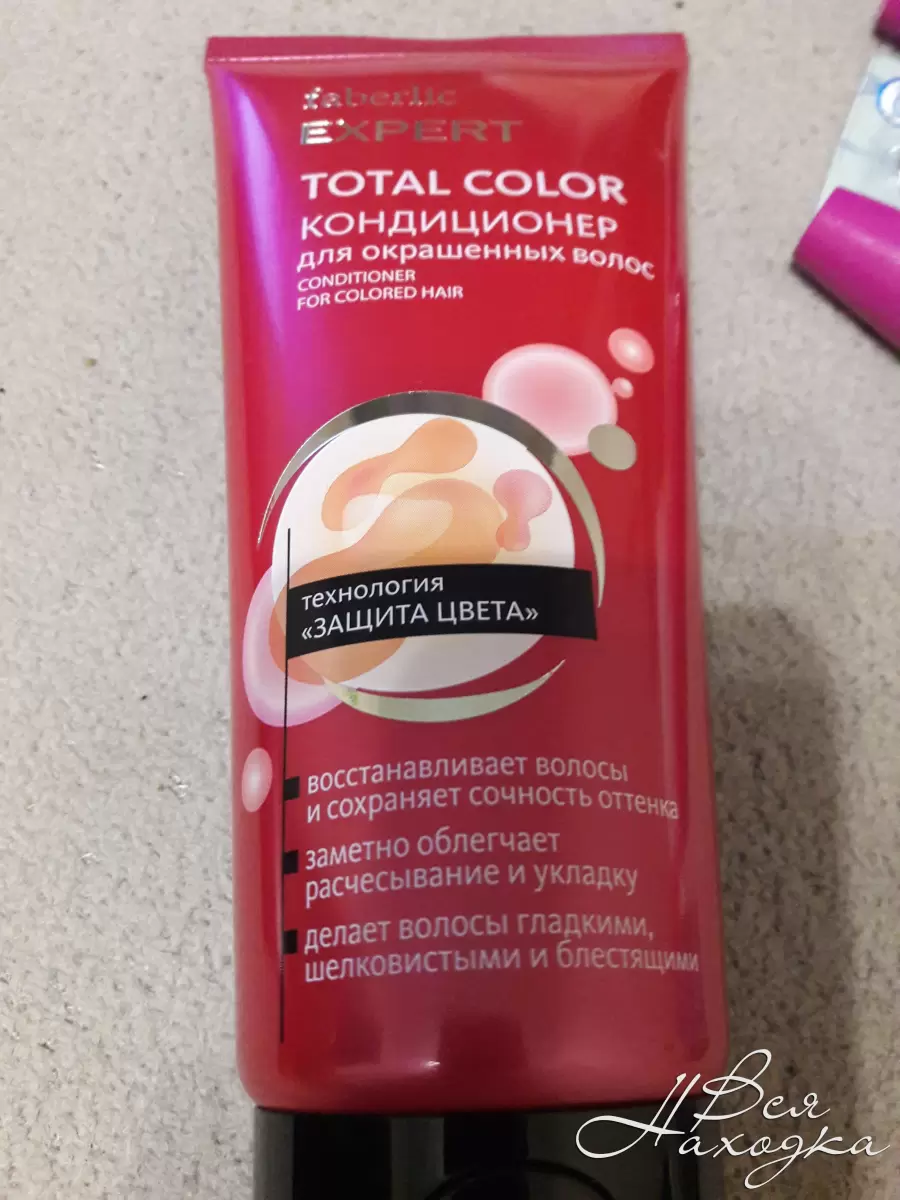 faberlic
EXPERT
TOTAL COLOR
КОНДИЦИОНЕР
для окрашенных волос
CONDITIONER
FOR COLORED HAIR
технология
«ЗАЩИТА ЦВЕТА»
восстанавливает волосы
и сохраняет сочность оттенка
заметно облегчает
расчесывание и укладку
делает волосы гладкими,
шелковистыми и блестящими
Вся
Находка